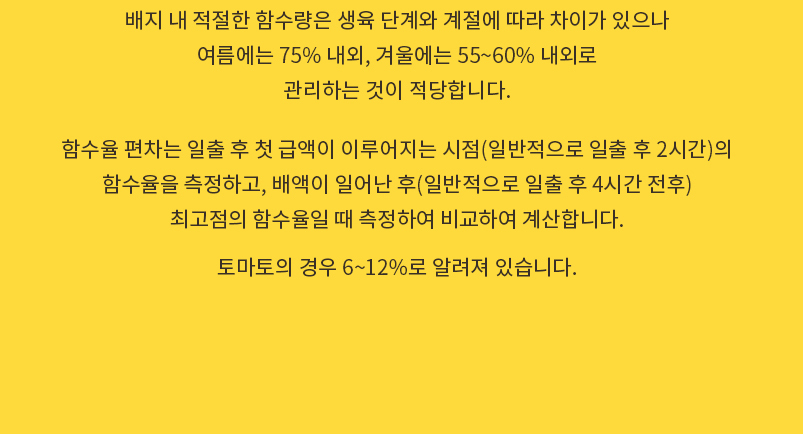 배지 내 적절한 함수량은 생육 단계와 계절에 따라 차이가 있으나
여름에는 75% 내외, 겨울에는 55~60% 내외로
관리하는 것이 적당합니다.
함수율 편차는 일출 후 첫 급액이 이루어지는 시점(일반적으로 일출 후 2시간)의
함수율을 측정하고, 배액이 일어난 후(일반적으로 일출 후 4시간 전후)
최고점의 함수율일 때 측정하여 비교하여 계산합니다.
토마토의 경우 6~12%로 알려져 있습니다.